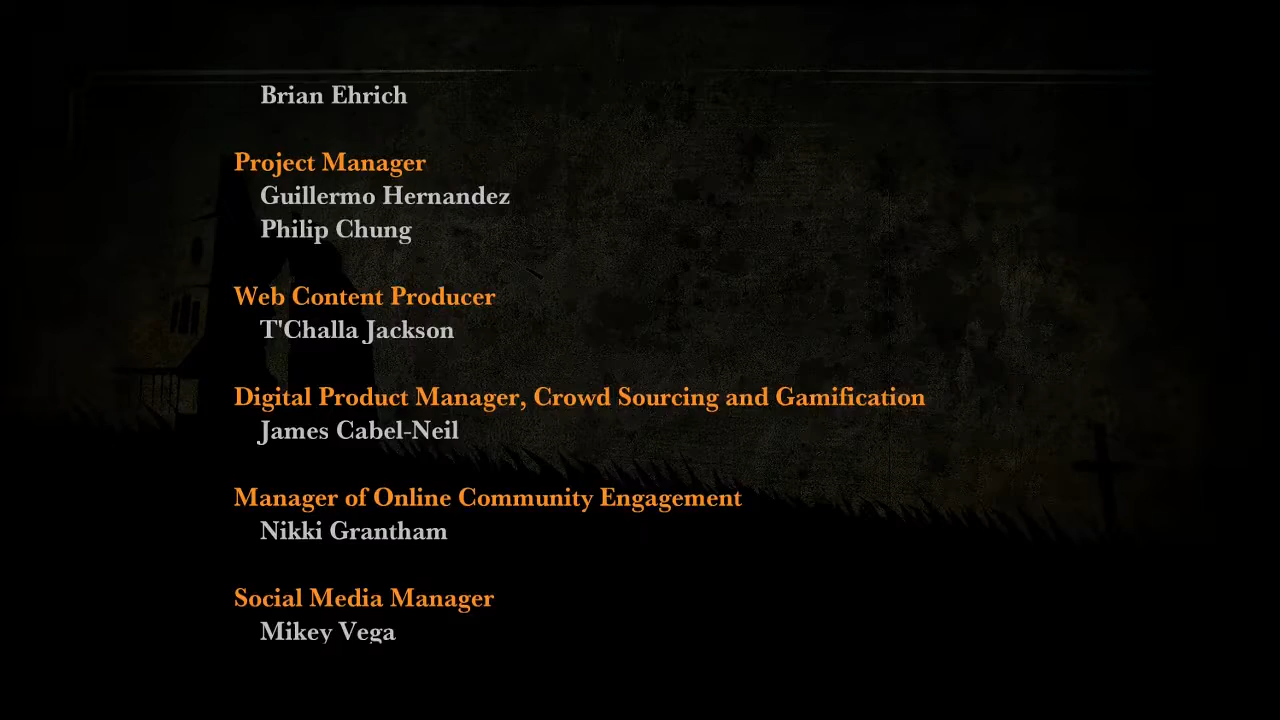 Brian Ehrich
Project Manager
Guillermo Hernandez
Philip Chung
Web Content Producer
T'Challa Jackson
Digital Product Manager, Crowd Sourcing and Gamification
James Cabel-Neil
Manager of Online Community Engagement
Nikki Grantham
Social Media Manager
Mikey Vega